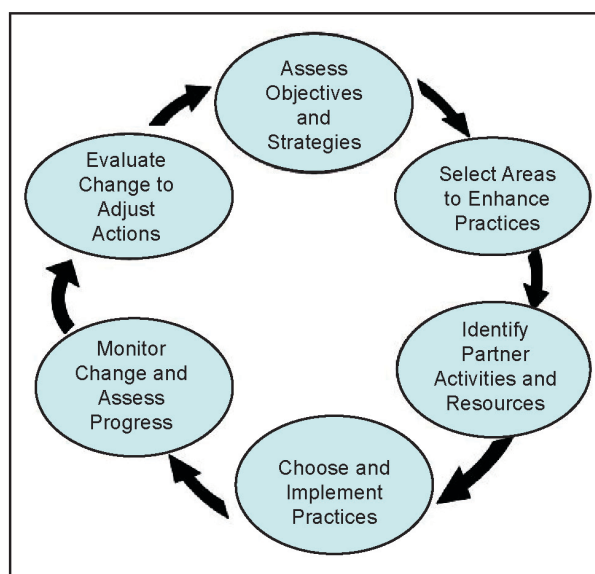 Assess
Objectives
and
Strategies
Select Areas
to Enhance
Practices
Identify
Partner
Activities and
Resources
Choose and
Implement
Practices
Monitor
Change and
Assess
Progress
Evaluate
Change to
Adjust
Actions